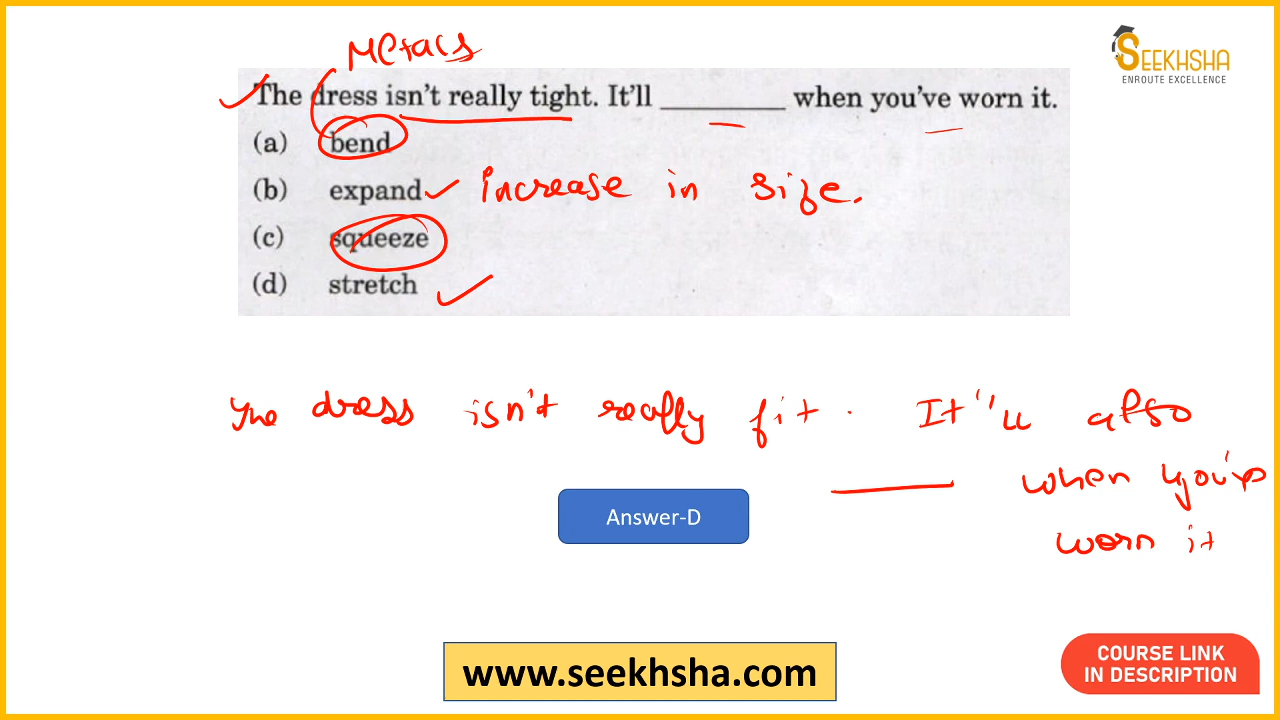 Metals
SEEKHSHA
ENROUTE EXCELLENCE
The dress isn't really tight. It'll ________ when you've worn it.
(a) bend
(b) expand Increase in size.
(c) squeeze
(d) stretch
The dress isn't really fit. It''ll also
when you've
worn it
Answer-D
www.seekhsha.com
COURSE LINK
IN DESCRIPTION